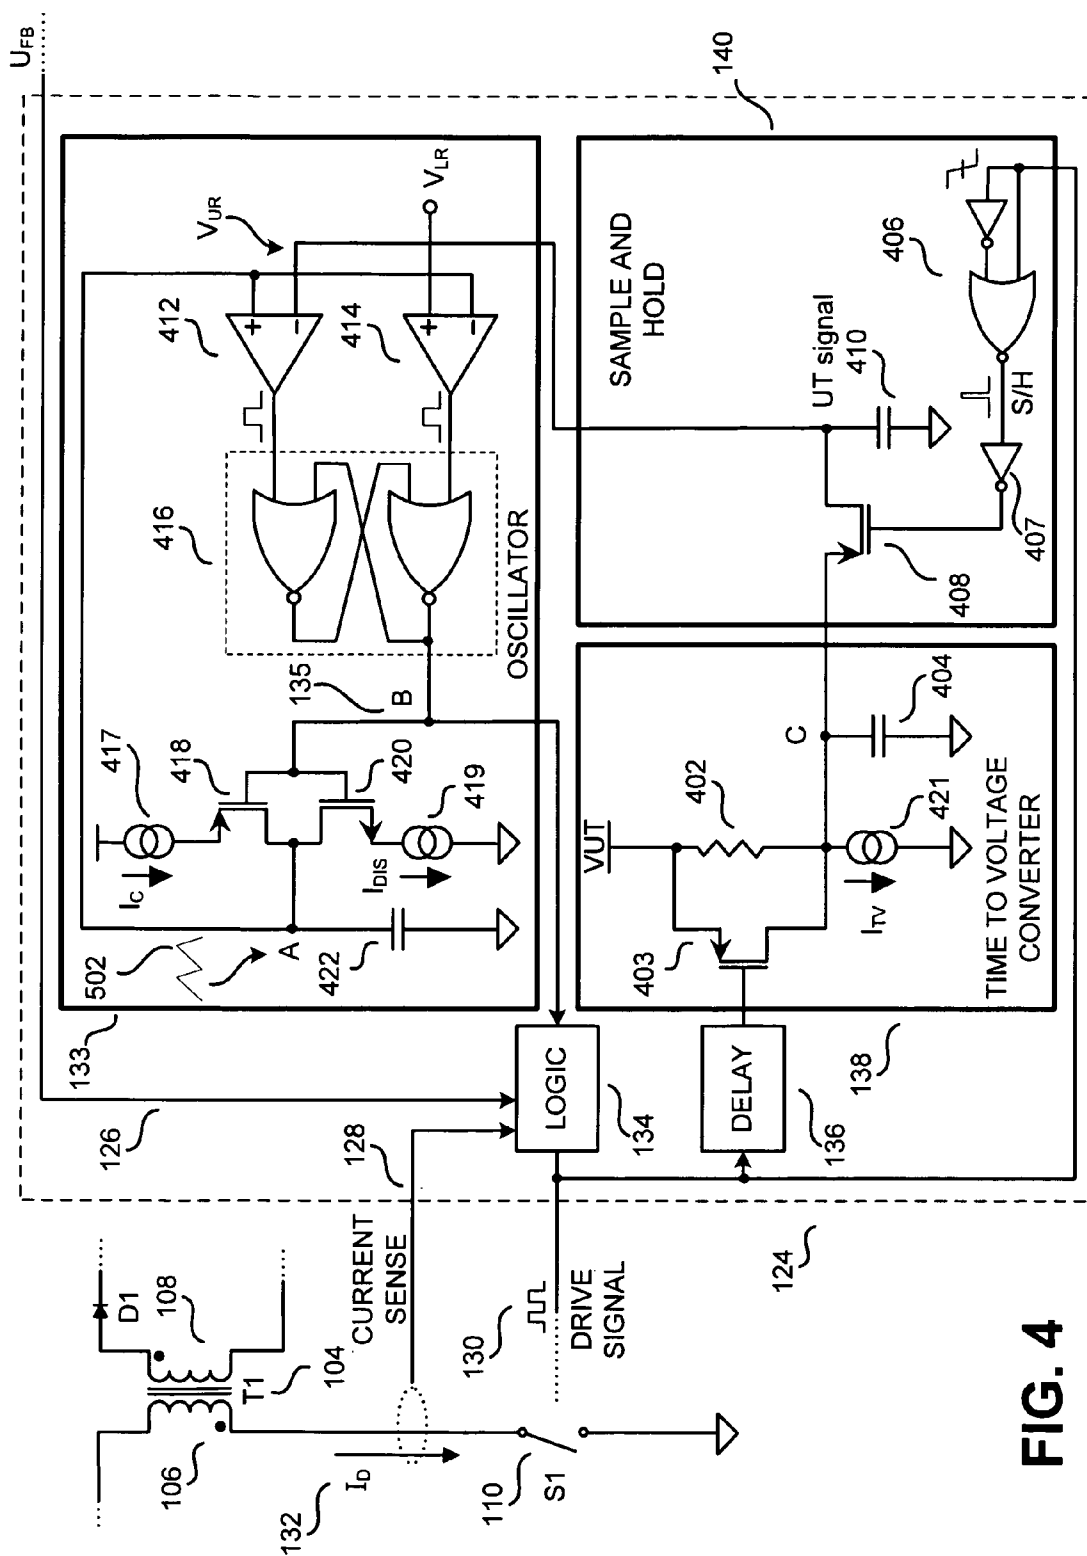 U_FB
140
V_UR
V_LR
412
414
416
OSCILLATOR
135
B
417
418
420
419
I_C
I_DIS
502
A
422
133
126
128
LOGIC
134
DELAY
136
138
SAMPLE AND
HOLD
406
UT signal
410
S/H
407
408
C
404
402
VUT
421
403
I_TV
TIME TO VOLTAGE
CONVERTER
124
D1
108
T1
104
106
CURRENT
SENSE
130
DRIVE
SIGNAL
I_D
132
110
S1
+
−
+
−
FIG. 4